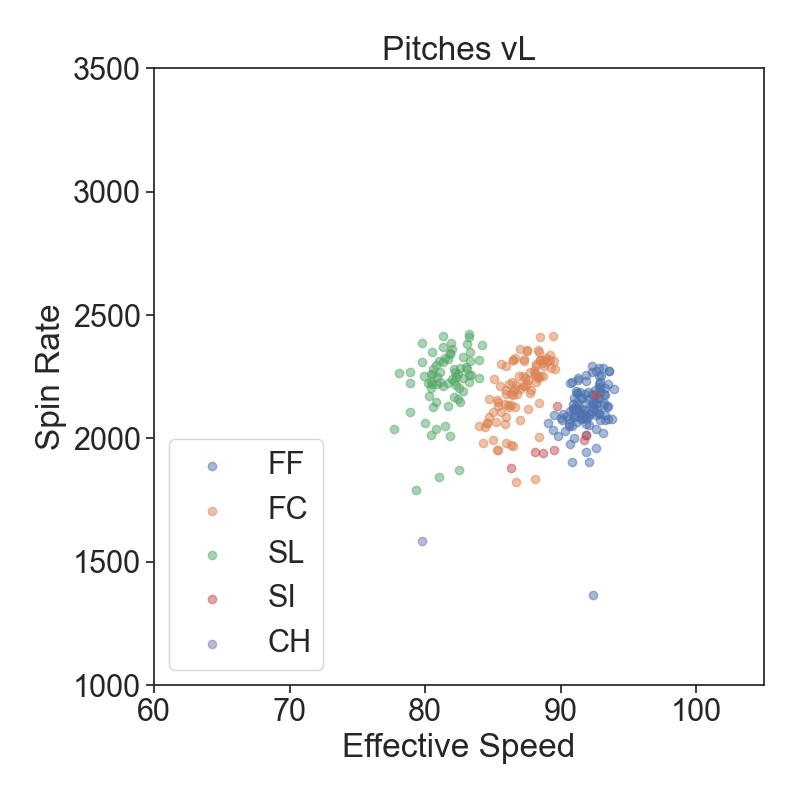 Pitches vL
3500
3000
2500
2000
1500
1000
Spin Rate
FF
FC
SL
SI
CH
60 70 80 90 100
Effective Speed